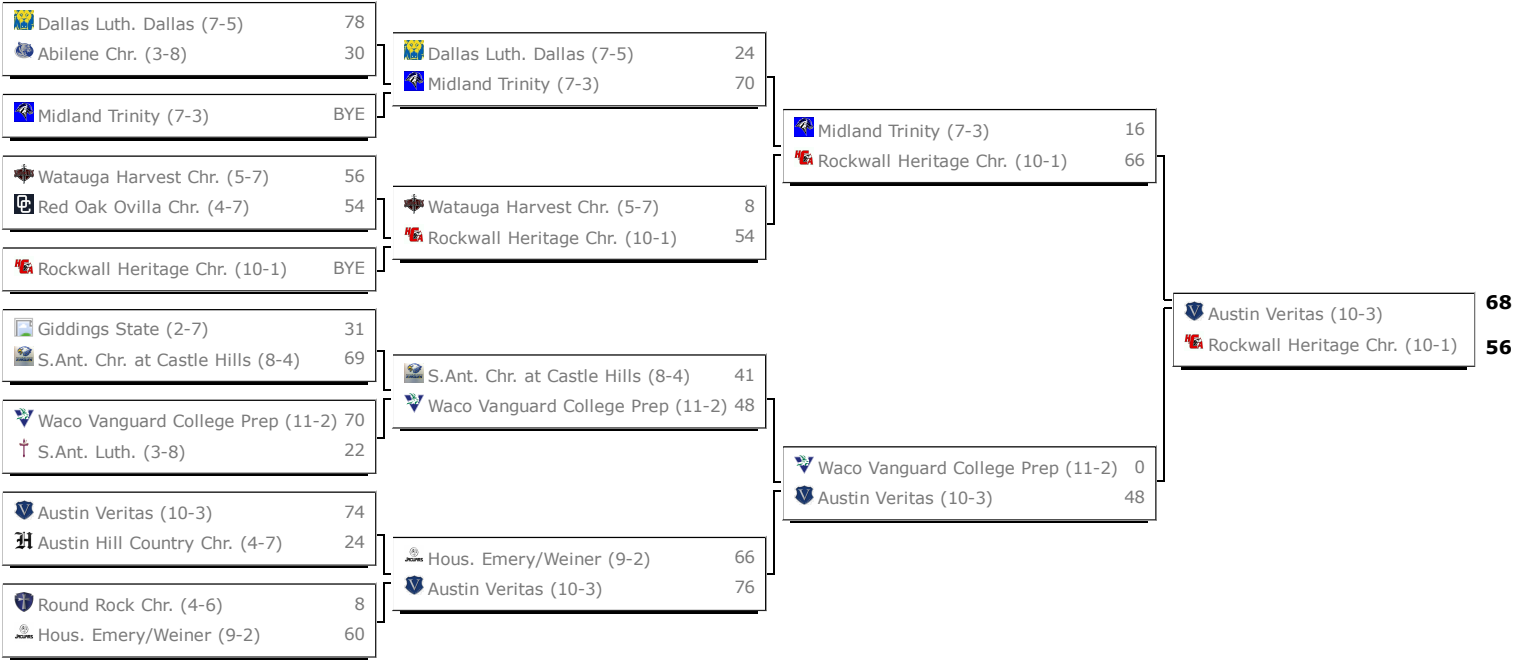 Dallas Luth. Dallas (7-5) 78
Abilene Chr. (3-8) 30
Midland Trinity (7-3) BYE
Watauga Harvest Chr. (5-7) 56
Red Oak Ovilla Chr. (4-7) 54
Rockwall Heritage Chr. (10-1) BYE
Giddings State (2-7) 31
S.Ant. Chr. at Castle Hills (8-4) 69
Waco Vanguard College Prep (11-2) 70
S.Ant. Luth. (3-8) 22
Austin Veritas (10-3) 74
Austin Hill Country Chr. (4-7) 24
Round Rock Chr. (4-6) 8
Hous. Emery/Weiner (9-2) 60
Dallas Luth. Dallas (7-5) 24
Midland Trinity (7-3) 70
Watauga Harvest Chr. (5-7) 8
Rockwall Heritage Chr. (10-1) 54
S.Ant. Chr. at Castle Hills (8-4) 41
Waco Vanguard College Prep (11-2) 48
Hous. Emery/Weiner (9-2) 66
Austin Veritas (10-3) 76
Midland Trinity (7-3) 16
Rockwall Heritage Chr. (10-1) 66
Waco Vanguard College Prep (11-2) 0
Austin Veritas (10-3) 48
Austin Veritas (10-3) 68
Rockwall Heritage Chr. (10-1) 56